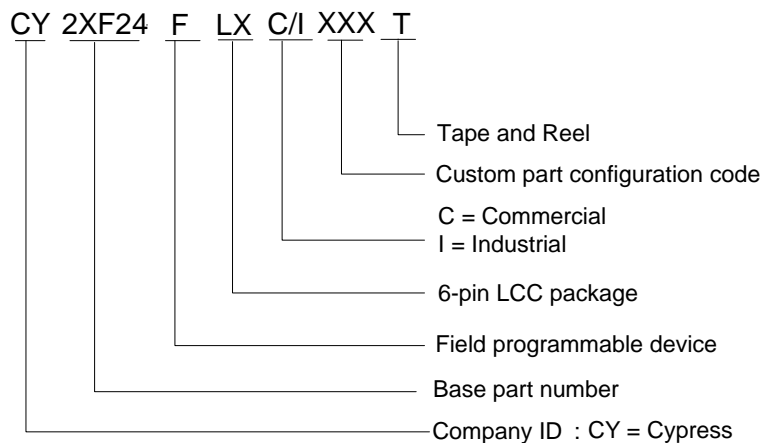 CY 2XF24 F LX C/I XXX T
Tape and Reel
Custom part configuration code
C = Commercial
I = Industrial
6-pin LCC package
Field programmable device
Base part number
Company ID : CY = Cypress